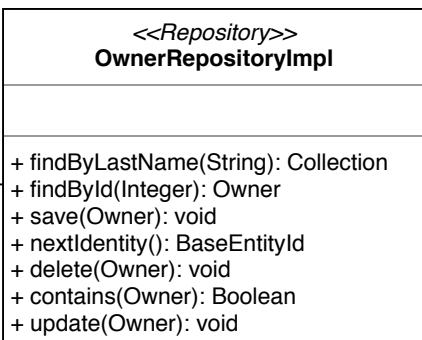 <<Repository>>
OwnerRepositoryImpl
+ findByLastName(String): Collection
+ findById(Integer): Owner
+ save(Owner): void
+ nextIdentity(): BaseEntityId
+ delete(Owner): void
+ contains(Owner): Boolean
+ update(Owner): void